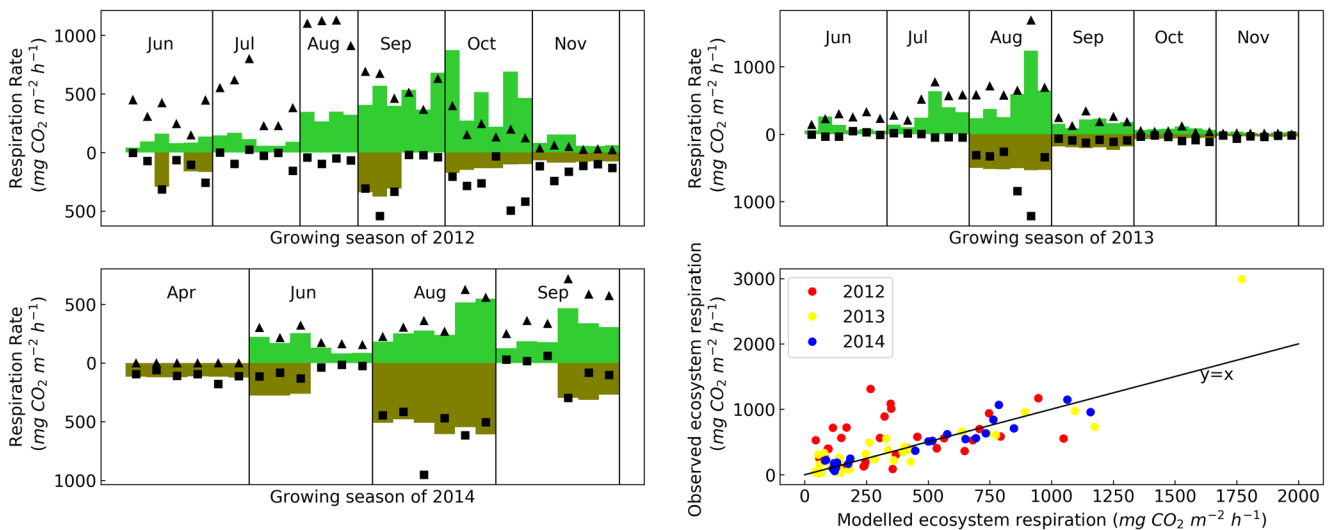 Respiration Rate
(mg CO₂ m⁻² h⁻¹)
1000
500
0
500
Jun Jul Aug Sep Oct Nov
Growing season of 2012
Respiration Rate
(mg CO₂ m⁻² h⁻¹)
1000
0
1000
Jun Jul Aug Sep Oct Nov
Growing season of 2013
Respiration Rate
(mg CO₂ m⁻² h⁻¹)
500
0
500
1000
Apr Jun Aug Sep
Growing season of 2014
Observed ecosystem respiration
(mg CO₂ m⁻² h⁻¹)
3000
2000
1000
0
2012
2013
2014
y=x
0 250 500 750 1000 1250 1500 1750 2000
Modelled ecosystem respiration (mg CO₂ m⁻² h⁻¹)